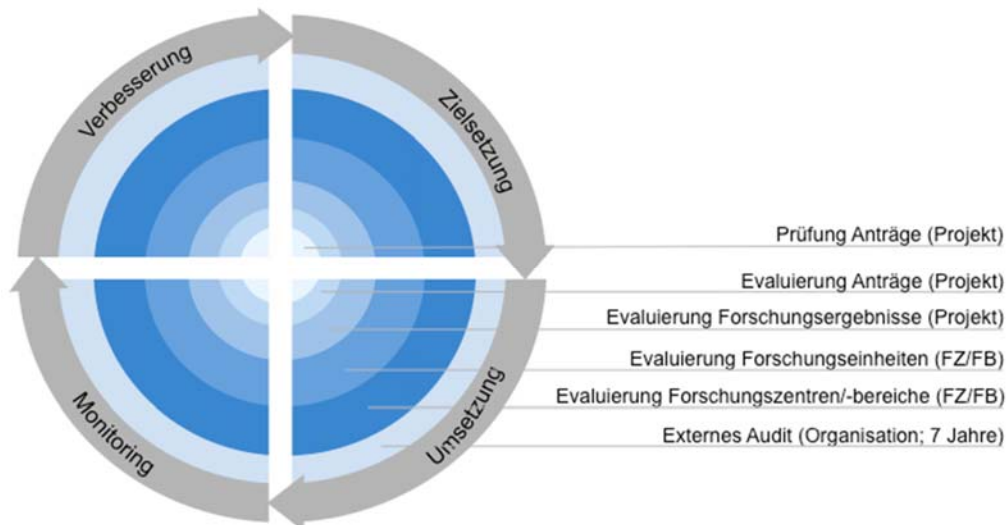 Verbesserung
Zielsetzung
Prüfung Anträge (Projekt)
Evaluierung Anträge (Projekt)
Evaluierung Forschungsergebnisse (Projekt)
Evaluierung Forschungseinheiten (FZ/FB)
Evaluierung Forschungszentren/-bereiche (FZ/FB)
Externes Audit (Organisation; 7 Jahre)
Umsetzung
Monitoring